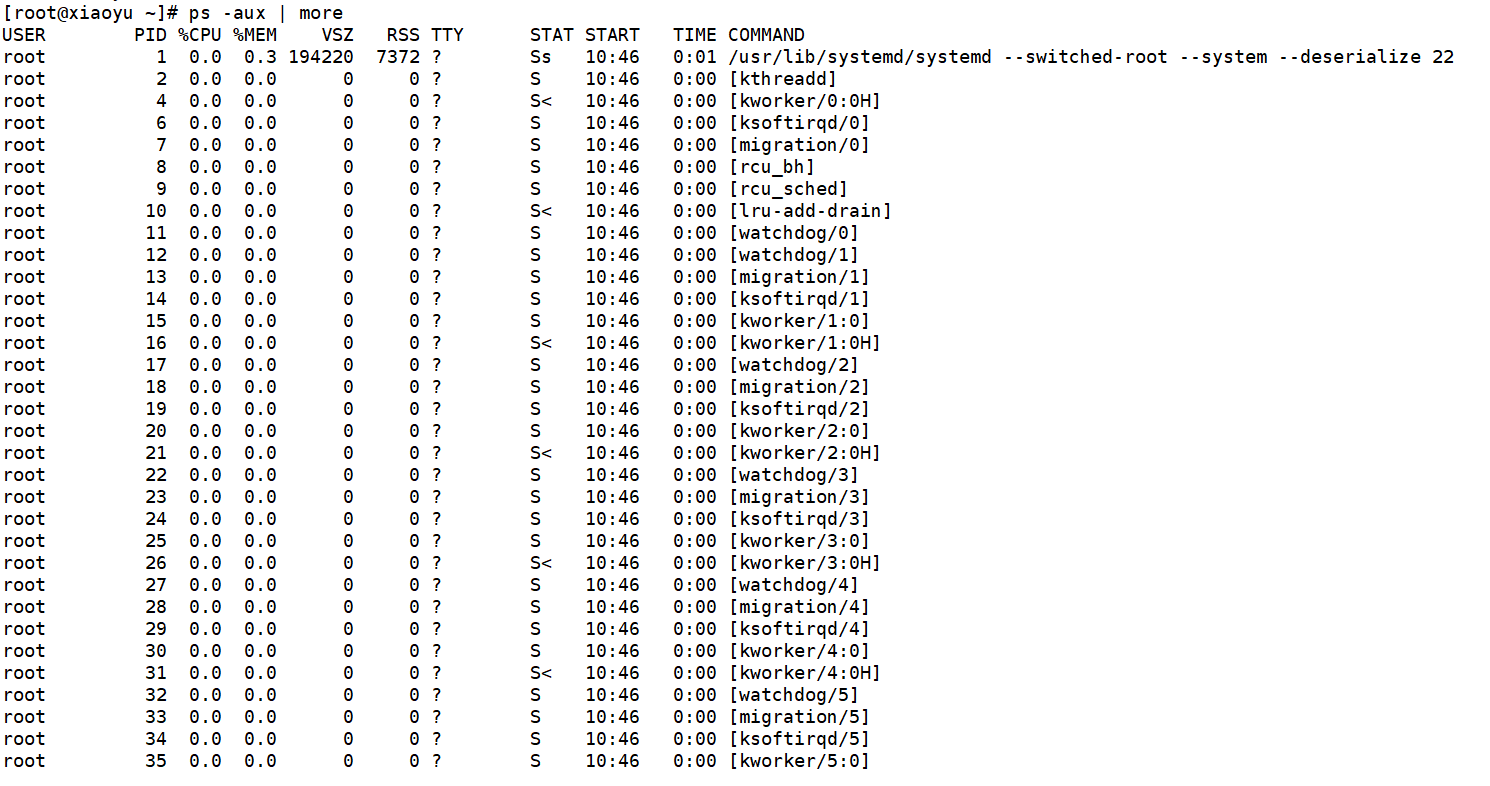 [root@xiaoyu ~]# ps -aux | more
USER        PID %CPU %MEM    VSZ   RSS TTY      STAT START   TIME COMMAND
root          1  0.0  0.3 194220  7372 ?        Ss   10:46   0:01 /usr/lib/systemd/systemd --switched-root --system --deserialize 22
root          2  0.0  0.0      0     0 ?        S    10:46   0:00 [kthreadd]
root          4  0.0  0.0      0     0 ?        S<   10:46   0:00 [kworker/0:0H]
root          6  0.0  0.0      0     0 ?        S    10:46   0:00 [ksoftirqd/0]
root          7  0.0  0.0      0     0 ?        S    10:46   0:00 [migration/0]
root          8  0.0  0.0      0     0 ?        S    10:46   0:00 [rcu_bh]
root          9  0.0  0.0      0     0 ?        S    10:46   0:00 [rcu_sched]
root         10  0.0  0.0      0     0 ?        S<   10:46   0:00 [lru-add-drain]
root         11  0.0  0.0      0     0 ?        S    10:46   0:00 [watchdog/0]
root         12  0.0  0.0      0     0 ?        S    10:46   0:00 [watchdog/1]
root         13  0.0  0.0      0     0 ?        S    10:46   0:00 [migration/1]
root         14  0.0  0.0      0     0 ?        S    10:46   0:00 [ksoftirqd/1]
root         15  0.0  0.0      0     0 ?        S    10:46   0:00 [kworker/1:0]
root         16  0.0  0.0      0     0 ?        S<   10:46   0:00 [kworker/1:0H]
root         17  0.0  0.0      0     0 ?        S    10:46   0:00 [watchdog/2]
root         18  0.0  0.0      0     0 ?        S    10:46   0:00 [migration/2]
root         19  0.0  0.0      0     0 ?        S    10:46   0:00 [ksoftirqd/2]
root         20  0.0  0.0      0     0 ?        S    10:46   0:00 [kworker/2:0]
root         21  0.0  0.0      0     0 ?        S<   10:46   0:00 [kworker/2:0H]
root         22  0.0  0.0      0     0 ?        S    10:46   0:00 [watchdog/3]
root         23  0.0  0.0      0     0 ?        S    10:46   0:00 [migration/3]
root         24  0.0  0.0      0     0 ?        S    10:46   0:00 [ksoftirqd/3]
root         25  0.0  0.0      0     0 ?        S    10:46   0:00 [kworker/3:0]
root         26  0.0  0.0      0     0 ?        S<   10:46   0:00 [kworker/3:0H]
root         27  0.0  0.0      0     0 ?        S    10:46   0:00 [watchdog/4]
root         28  0.0  0.0      0     0 ?        S    10:46   0:00 [migration/4]
root         29  0.0  0.0      0     0 ?        S    10:46   0:00 [ksoftirqd/4]
root         30  0.0  0.0      0     0 ?        S    10:46   0:00 [kworker/4:0]
root         31  0.0  0.0      0     0 ?        S<   10:46   0:00 [kworker/4:0H]
root         32  0.0  0.0      0     0 ?        S    10:46   0:00 [watchdog/5]
root         33  0.0  0.0      0     0 ?        S    10:46   0:00 [migration/5]
root         34  0.0  0.0      0     0 ?        S    10:46   0:00 [ksoftirqd/5]
root         35  0.0  0.0      0     0 ?        S    10:46   0:00 [kworker/5:0]